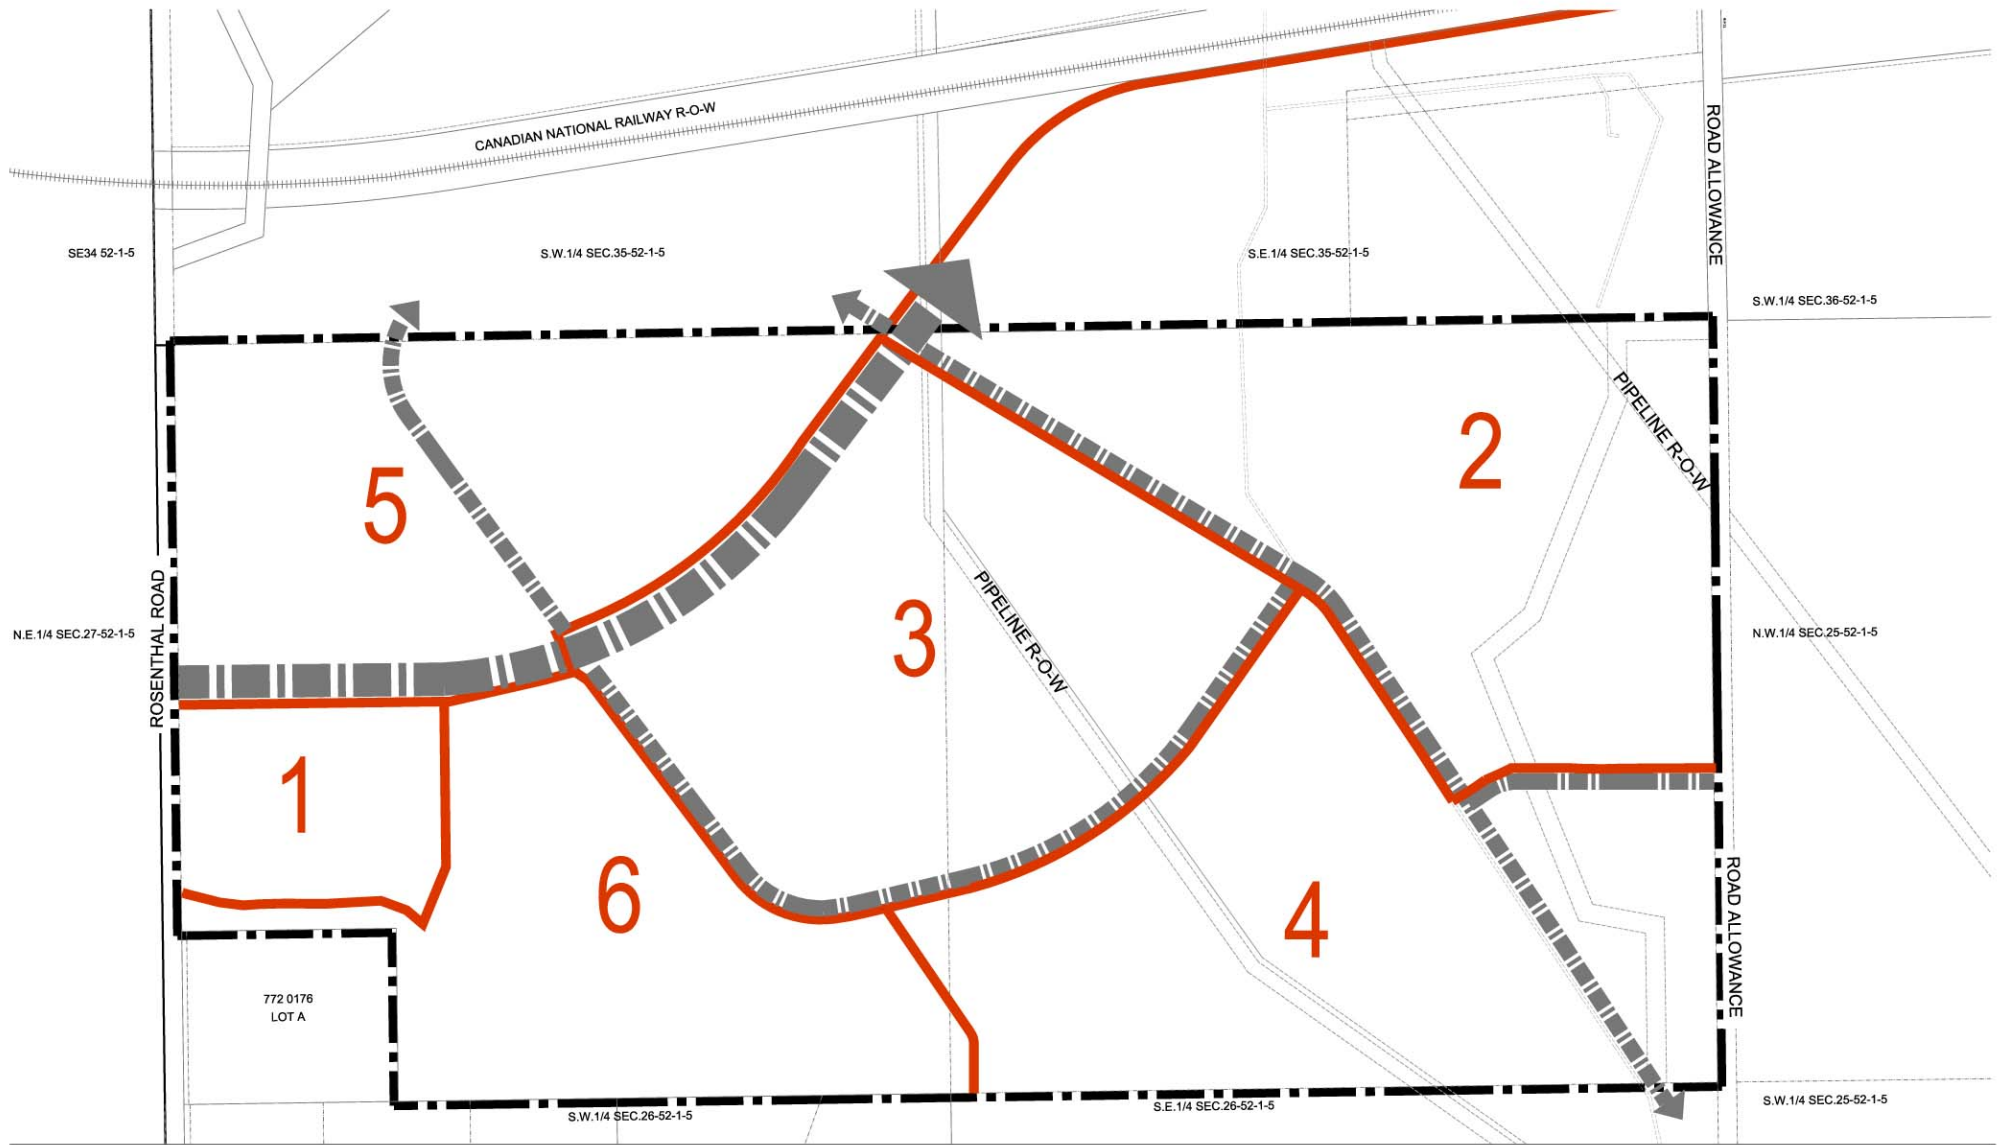 CANADIAN NATIONAL RAILWAY R-O-W
ROAD ALLOWANCE
SE34 52-1-5
S.W.1/4 SEC.35-52-1-5
S.E.1/4 SEC.35-52-1-5
S.W.1/4 SEC.36-52-1-5
PIPELINE R-O-W
2
5
ROSENTHAL ROAD
N.E.1/4 SEC.27-52-1-5
3
PIPELINE R-O-W
N.W.1/4 SEC.25-52-1-5
1
6
4
ROAD ALLOWANCE
772 0176
LOT A
S.W.1/4 SEC.26-52-1-5
S.E.1/4 SEC.26-52-1-5
S.W.1/4 SEC.25-52-1-5